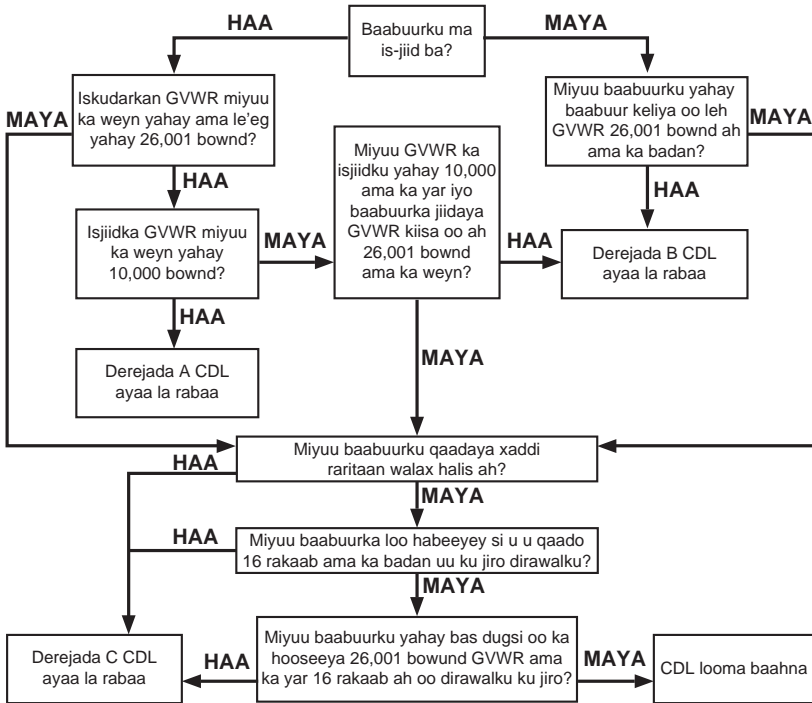 HAA
Baabuurku ma
is-jiid ba?
MAYA
MAYA
Iskudarkan GVWR miyuu
ka weyn yahay ama le'eg
yahay 26,001 bownd?
Miyuu baabuurku yahay
baabuur keliya oo leh
GVWR 26,001 bownd ah
ama ka badan?
MAYA
HAA
Miyuu GVWR ka
isjiidku yahay 10,000
ama ka yar iyo
baabuurka jiidaya
GVWR kiisa oo ah
26,001 bownd
ama ka weyn?
HAA
Isjiidka GVWR miyuu
ka weyn yahay
10,000 bownd?
MAYA
HAA
Derejada B CDL
ayaa la rabaa
HAA
Derejada A CDL
ayaa la rabaa
MAYA
Miyuu baabuurku qaadaya xaddi
raritaan walax halis ah?
HAA
MAYA
HAA
Miyuu baabuurka loo habeeyey si u u qaado
16 rakaab ama ka badan uu ku jiro dirawalku?
MAYA
Derejada C CDL
ayaa la rabaa
HAA
Miyuu baabuurku yahay bas dugsi oo ka
hooseeya 26,001 bowund GVWR ama
ka yar 16 rakaab ah oo dirawalku ku jiro?
MAYA
CDL looma baahna